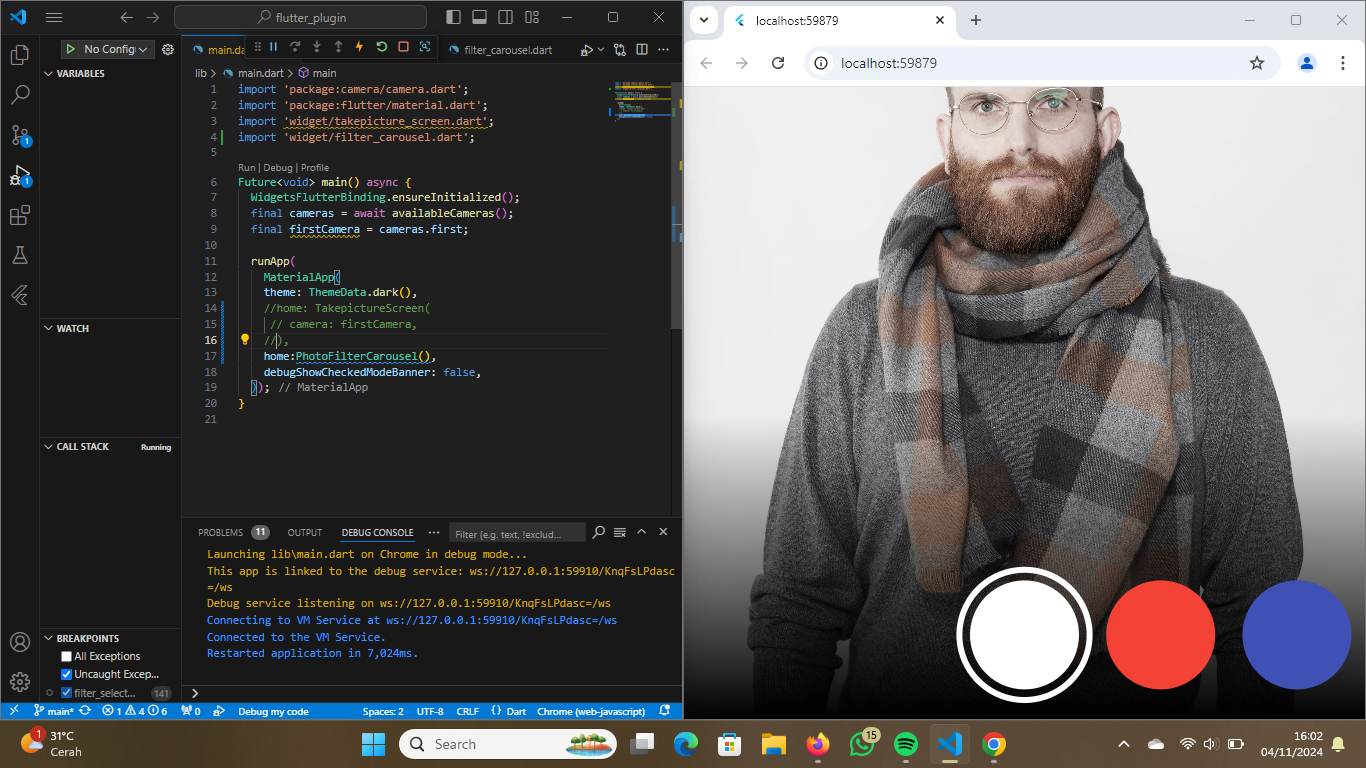 flutter_plugin
No Config
main.da
filter_carousel.dart
VARIABLES
WATCH
CALL STACK
Running
BREAKPOINTS
All Exceptions
Uncaught Excep...
filter_select...
141
lib > main.dart > main
1 import 'package:camera/camera.dart';
2 import 'package:flutter/material.dart';
3 import 'widget/takepicture_screen.dart';
4 import 'widget/filter_carousel.dart';
5
Run | Debug | Profile
6 Future<void> main() async {
7 WidgetsFlutterBinding.ensureInitialized();
8 final cameras = await availableCameras();
9 final firstCamera = cameras.first;
10
11 runApp(
12 MaterialApp(
13 theme: ThemeData.dark(),
14 //home: TakepictureScreen(
15 // camera: firstCamera,
16 //),
17 home:PhotoFilterCarousel(),
18 debugShowCheckedModeBanner: false,
19 )); // MaterialApp
20 }
21
PROBLEMS 11 OUTPUT DEBUG CONSOLE ... Filter (e.g. text, !exclud...
Launching lib\main.dart on Chrome in debug mode...
This app is linked to the debug service: ws://127.0.0.1:59910/KnqFsLPdasc
=/ws
Debug service listening on ws://127.0.0.1:59910/KnqFsLPdasc=/ws
Connecting to VM Service at ws://127.0.0.1:59910/KnqFsLPdasc=/ws
Connected to the VM Service.
Restarted application in 7,024ms.
main* 1 4 6 0 Debug my code Spaces: 2 UTF-8 CRLF {} Dart Chrome (web-javascript)
localhost:59879
localhost:59879
1
31°C
Cerah
Search
15
16:02
04/11/2024